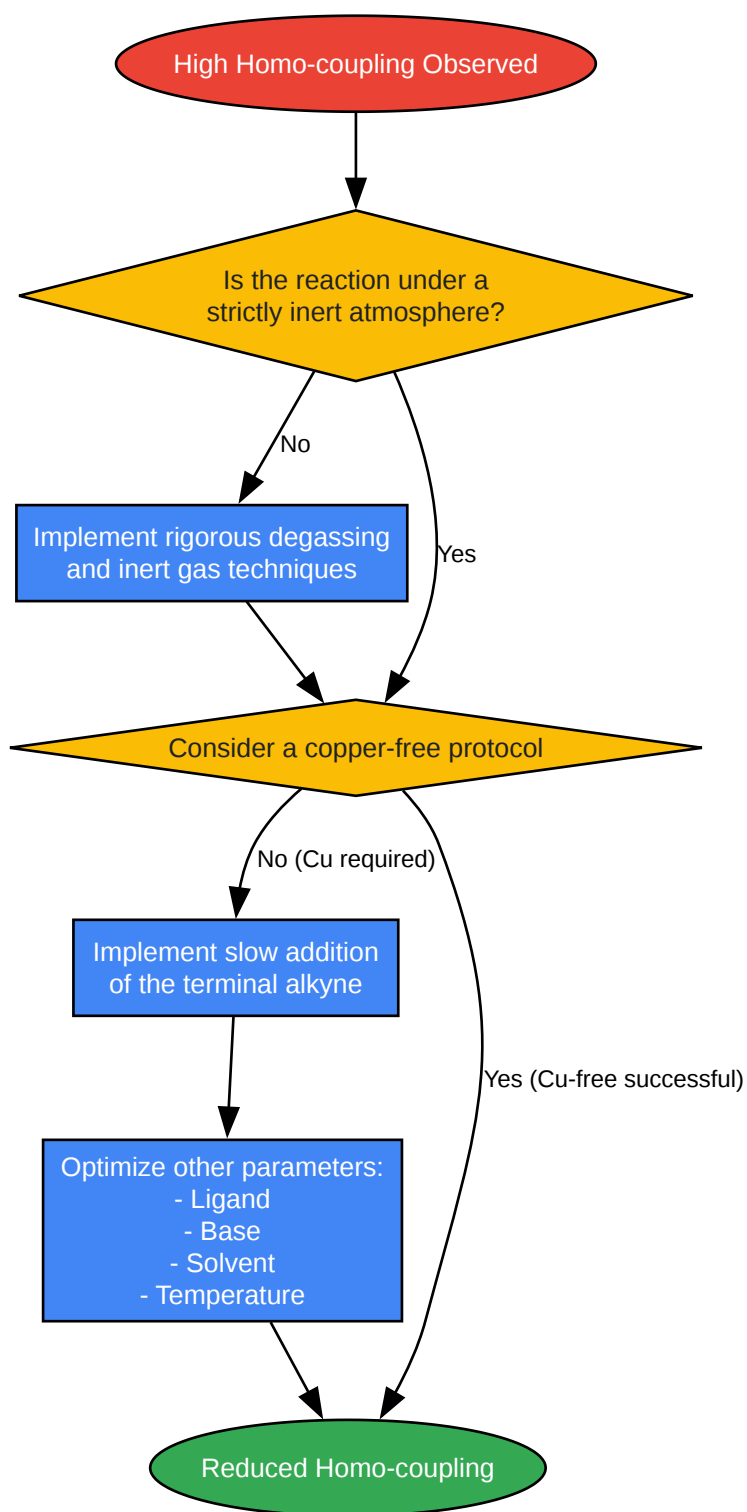 High Homo-coupling Observed
Is the reaction under a
strictly inert atmosphere?
No
Implement rigorous degassing
and inert gas techniques
Yes
Consider a copper-free protocol
No (Cu required)
Implement slow addition
of the terminal alkyne
Yes (Cu-free successful)
Optimize other parameters:
- Ligand
- Base
- Solvent
- Temperature
Reduced Homo-coupling